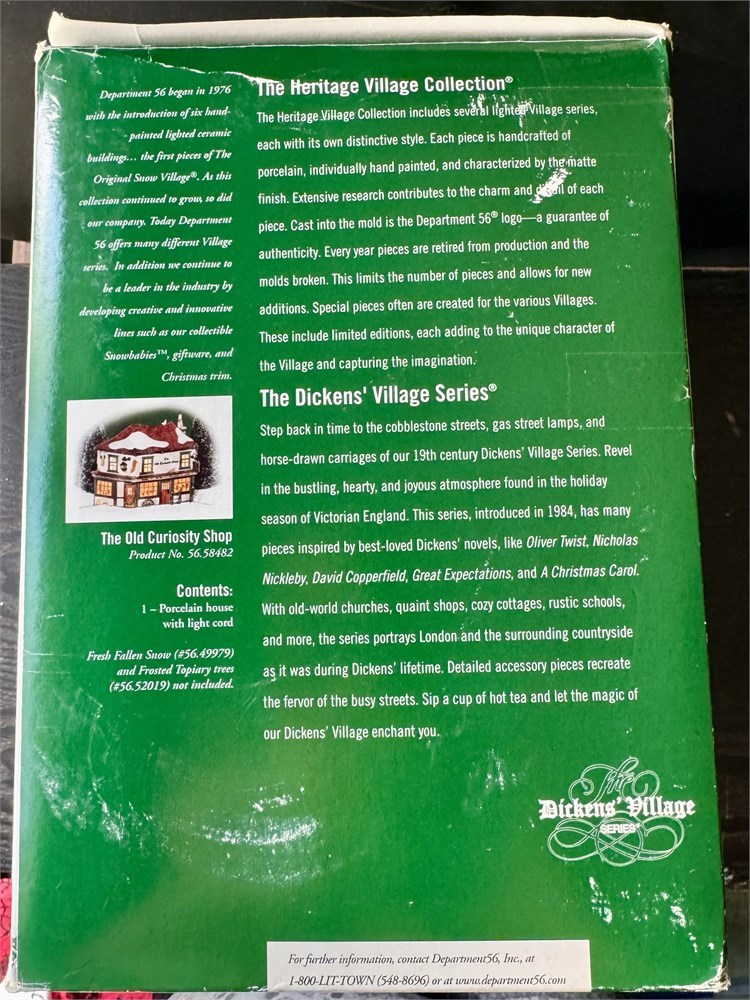 Department 56 began in 1976
with the introduction of six hand-
painted lighted ceramic
buildings... the first pieces of The
Original Snow Village®. As this
collection continued to grow, so did
our company. Today Department
56 offers many different Village
series. In addition we continue to
be a leader in the industry by
developing creative and innovative
lines such as our collectible
Snowbabies™, giftware, and
Christmas trim.
The Old Curiosity Shop
Product No. 56.58482
Contents:
1 – Porcelain house
with light cord
Fresh Fallen Snow (#56.49979)
and Frosted Topiary trees
(#56.52019) not included.
The Heritage Village Collection®
The Heritage Village Collection includes several lighted Village series,
each with its own distinctive style. Each piece is handcrafted of
porcelain, individually hand painted, and characterized by the matte
finish. Extensive research contributes to the charm and detail of each
piece. Cast into the mold is the Department 56® logo—a guarantee of
authenticity. Every year pieces are retired from production and the
molds broken. This limits the number of pieces and allows for new
additions. Special pieces often are created for the various Villages.
These include limited editions, each adding to the unique character of
the Village and capturing the imagination.
The Dickens' Village Series®
Step back in time to the cobblestone streets, gas street lamps, and
horse-drawn carriages of our 19th century Dickens' Village Series. Revel
in the bustling, hearty, and joyous atmosphere found in the holiday
season of Victorian England. This series, introduced in 1984, has many
pieces inspired by best-loved Dickens' novels, like Oliver Twist, Nicholas
Nickleby, David Copperfield, Great Expectations, and A Christmas Carol.
With old-world churches, quaint shops, cozy cottages, rustic schools,
and more, the series portrays London and the surrounding countryside
as it was during Dickens' lifetime. Detailed accessory pieces recreate
the fervor of the busy streets. Sip a cup of hot tea and let the magic of
our Dickens' Village enchant you.
The
Dickens' Village
SERIES®
For further information, contact Department56, Inc., at
1-800-LIT-TOWN (548-8696) or at www.department56.com